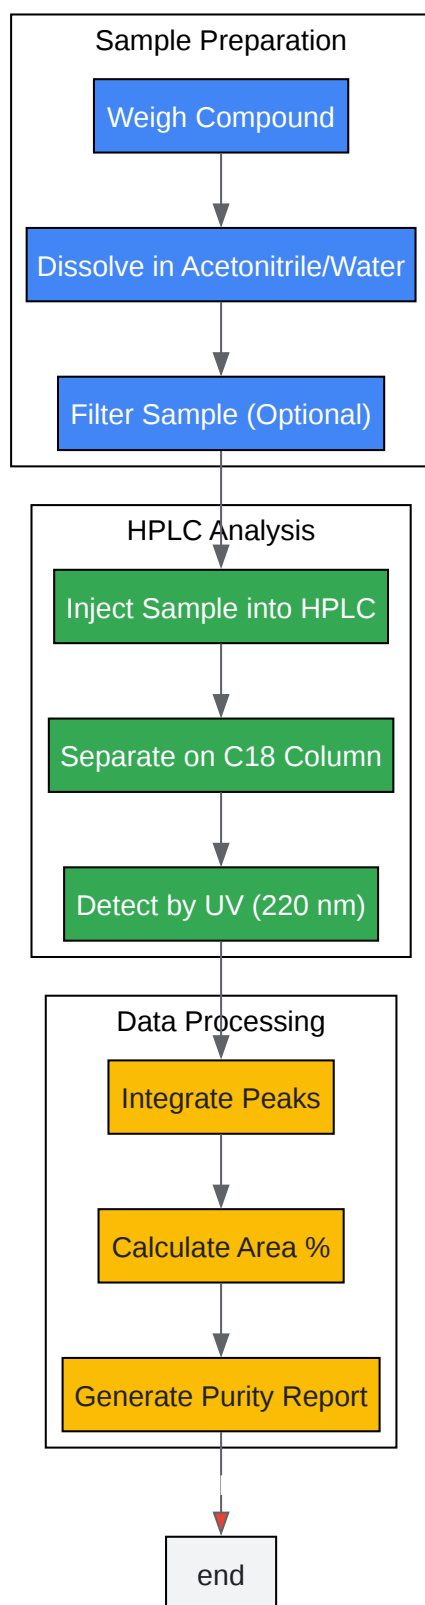 Sample Preparation
Weigh Compound
Dissolve in Acetonitrile/Water
Filter Sample (Optional)
HPLC Analysis
Inject Sample into HPLC
Separate on C18 Column
Detect by UV (220 nm)
Data Processing
Integrate Peaks
Calculate Area %
Generate Purity Report
end